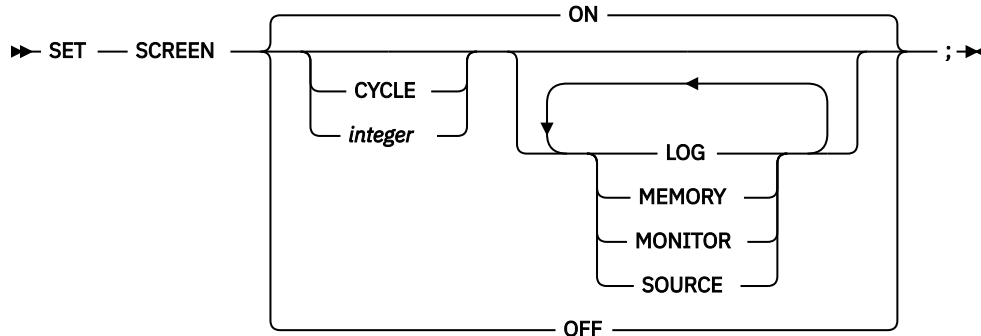 ON
SET SCREEN ;
CYCLE
integer
LOG
MEMORY
MONITOR
SOURCE
OFF